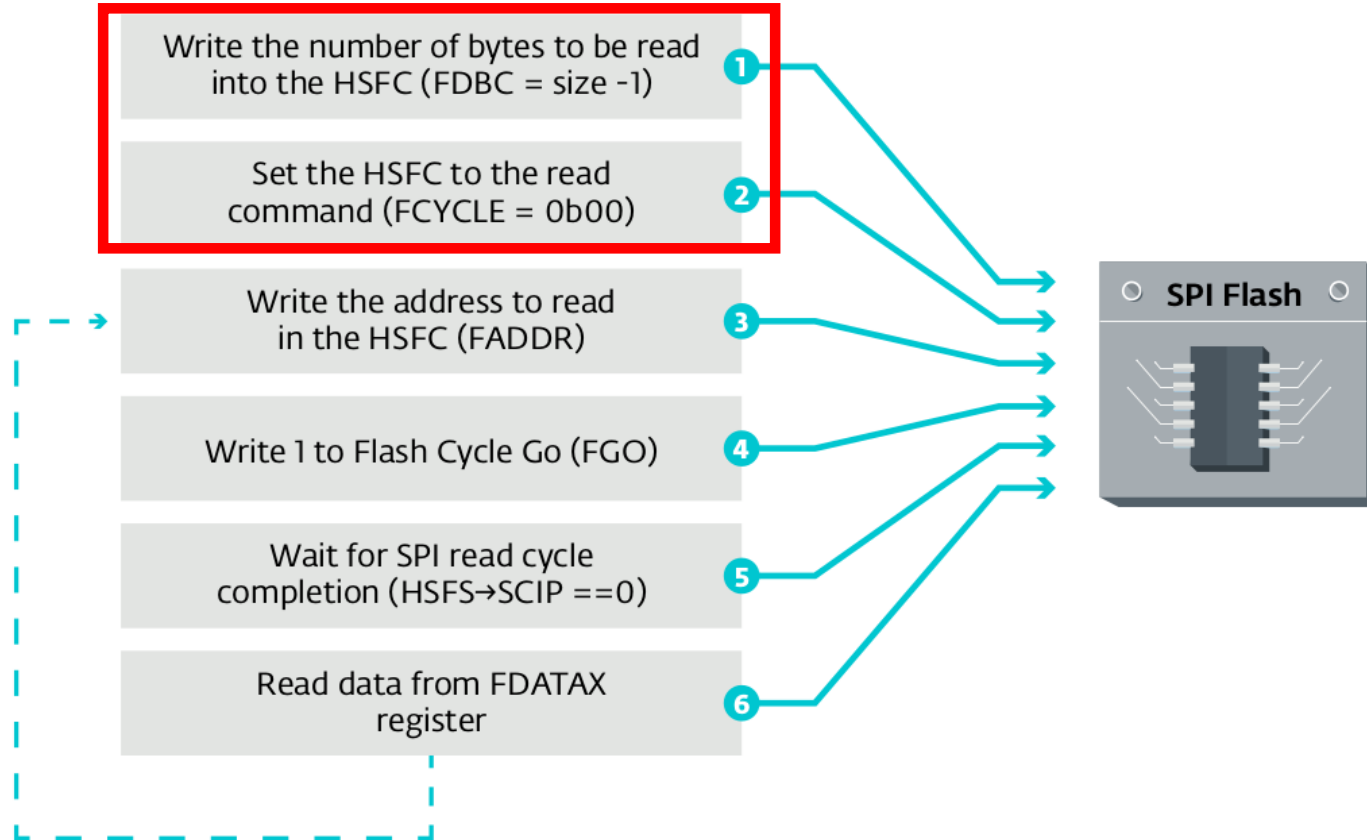 Write the number of bytes to be read
into the HSFC (FDBC = size -1)
1
Set the HSFC to the read
command (FCYCLE = 0b00)
2
Write the address to read
in the HSFC (FADDR)
3
Write 1 to Flash Cycle Go (FGO)
4
Wait for SPI read cycle
completion (HSFS→SCIP ==0)
5
Read data from FDATAX
register
6
SPI Flash